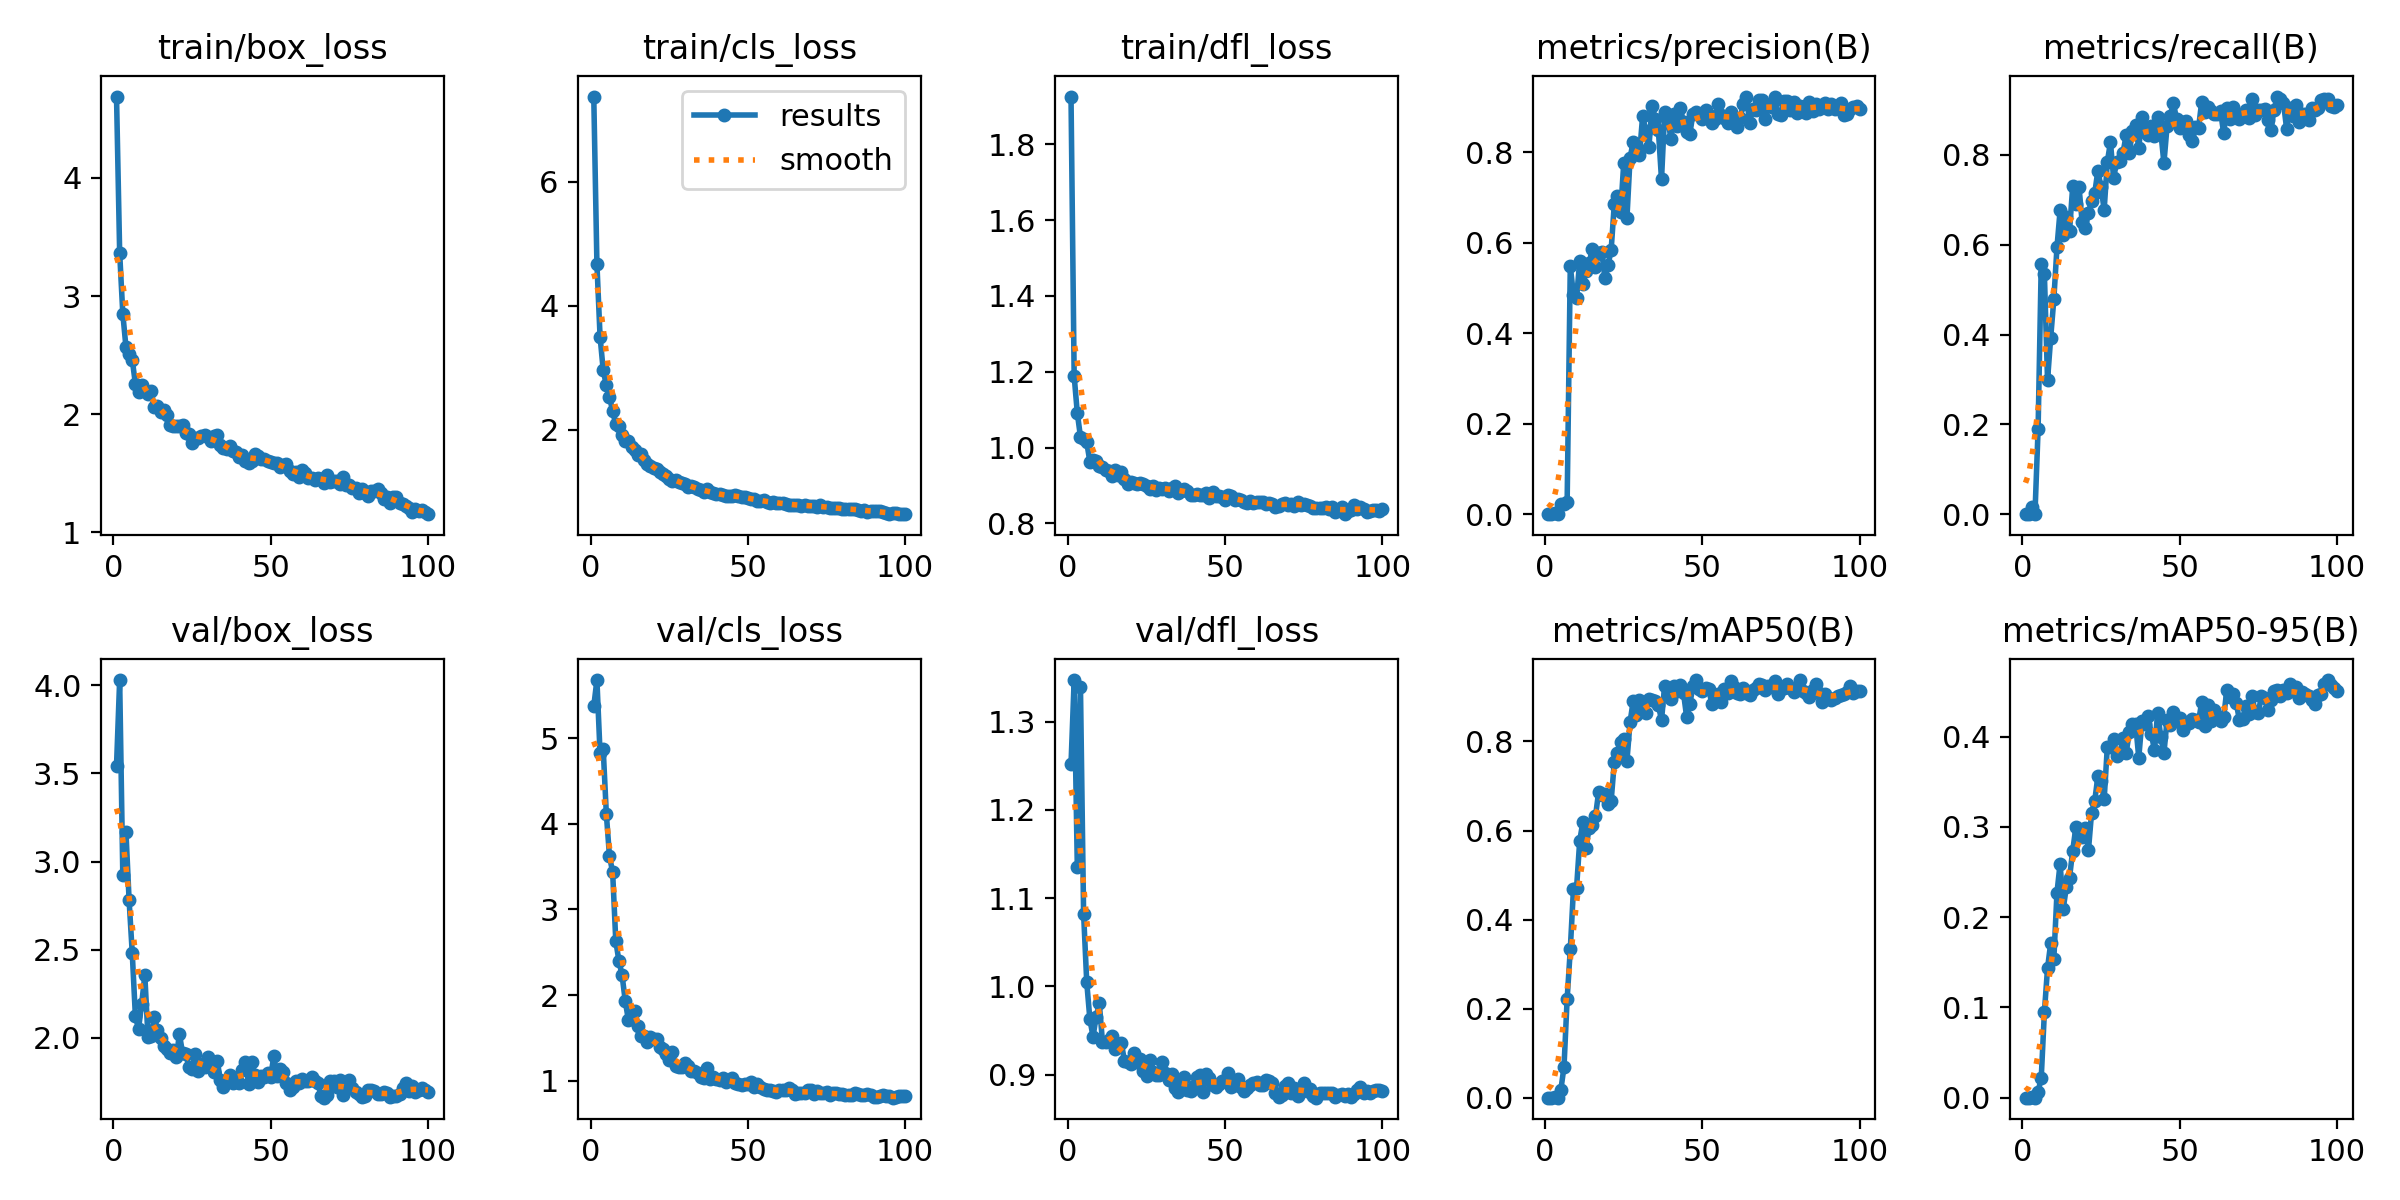 train/box_loss
4
3
2
1
0 50 100
train/cls_loss
results
smooth
6
4
2
0 50 100
train/dfl_loss
1.8
1.6
1.4
1.2
1.0
0.8
0 50 100
metrics/precision(B)
0.8
0.6
0.4
0.2
0.0
0 50 100
metrics/recall(B)
0.8
0.6
0.4
0.2
0.0
0 50 100
val/box_loss
4.0
3.5
3.0
2.5
2.0
0 50 100
val/cls_loss
5
4
3
2
1
0 50 100
val/dfl_loss
1.3
1.2
1.1
1.0
0.9
0 50 100
metrics/mAP50(B)
0.8
0.6
0.4
0.2
0.0
0 50 100
metrics/mAP50-95(B)
0.4
0.3
0.2
0.1
0.0
0 50 100